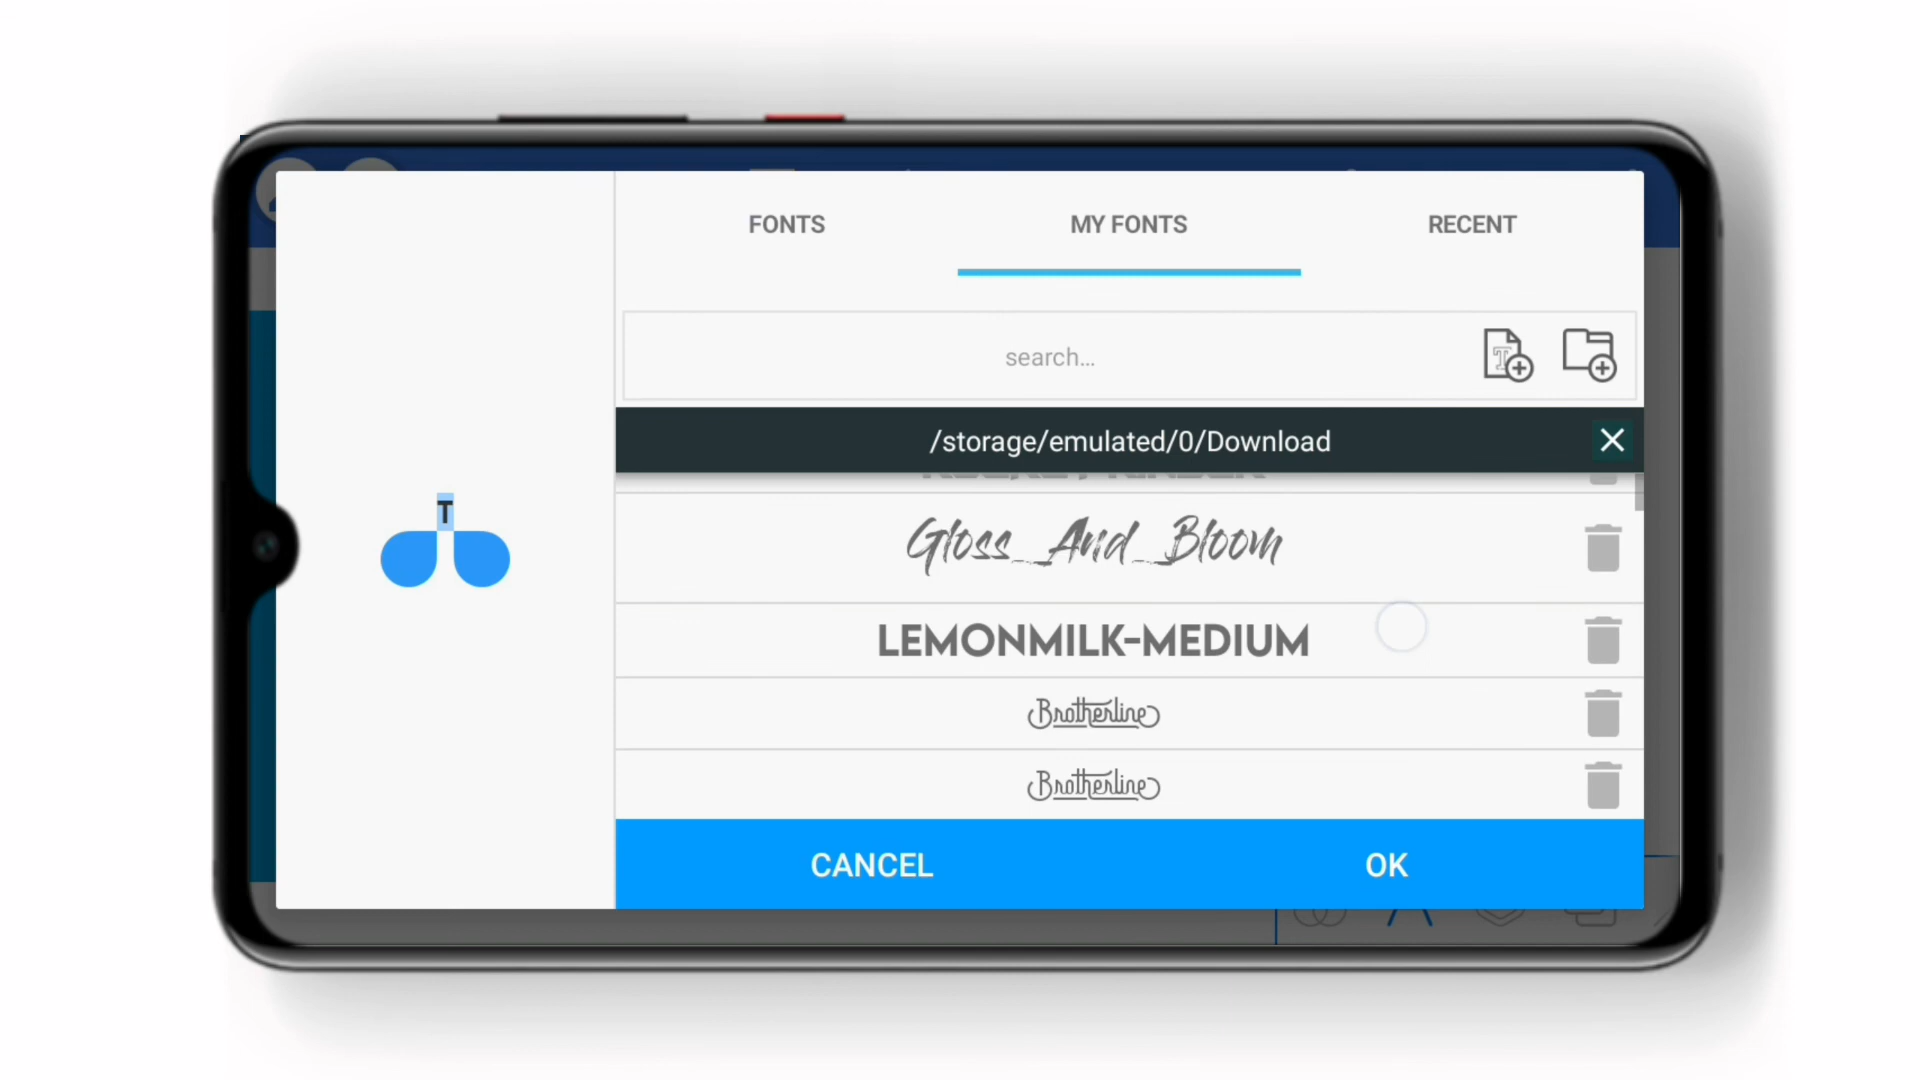 FONTS MY FONTS RECENT
search...
/storage/emulated/0/Download
T
Gloss_And_Bloom
LEMONMILK-MEDIUM
Brotherline
Brotherline
CANCEL OK